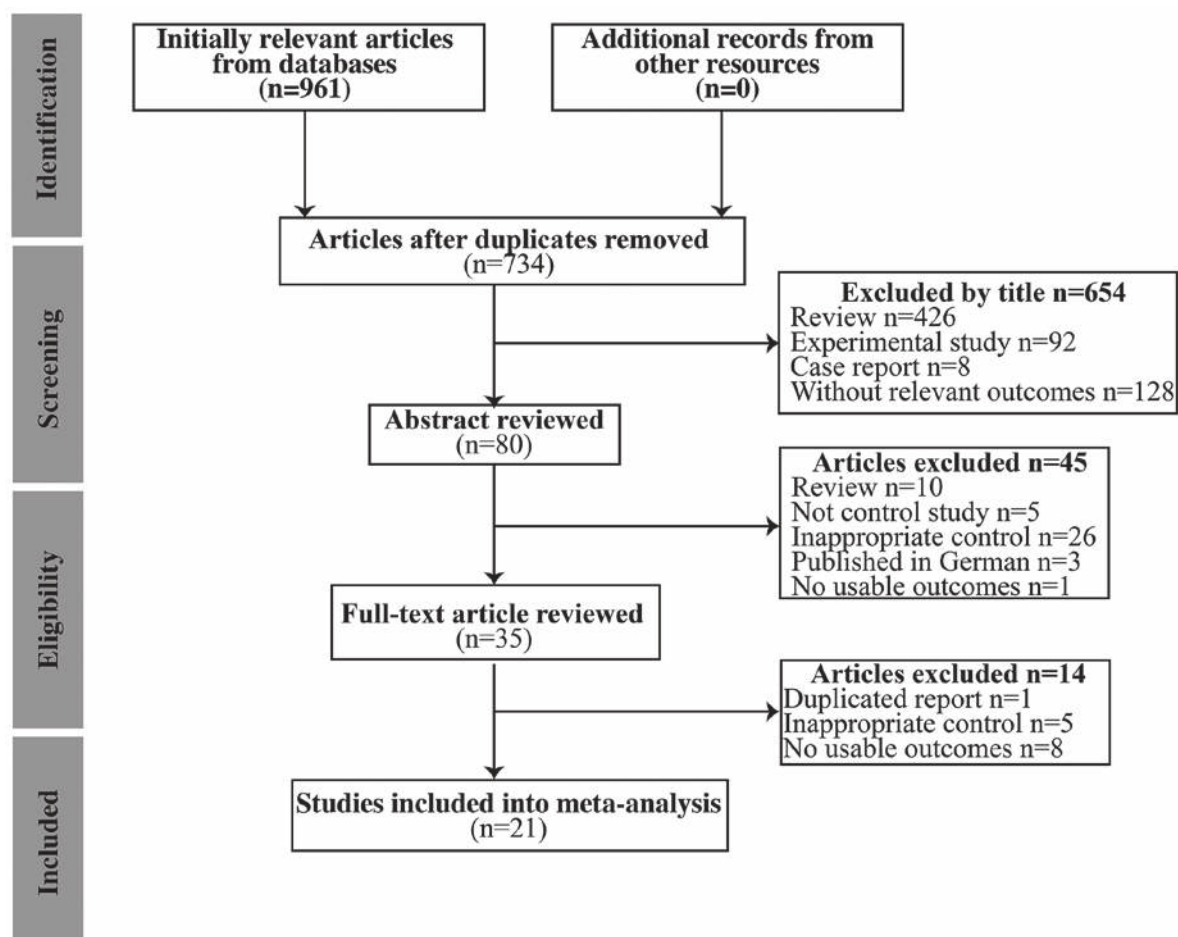 Identification
Initially relevant articles
from databases
(n=961)
Additional records from
other resources
(n=0)
Articles after duplicates removed
(n=734)
Screening
Excluded by title n=654
Review n=426
Experimental study n=92
Case report n=8
Without relevant outcomes n=128
Abstract reviewed
(n=80)
Articles excluded n=45
Review n=10
Not control study n=5
Inappropriate control n=26
Published in German n=3
No usable outcomes n=1
Eligibility
Full-text article reviewed
(n=35)
Articles excluded n=14
Duplicated report n=1
Inappropriate control n=5
No usable outcomes n=8
Included
Studies included into meta-analysis
(n=21)